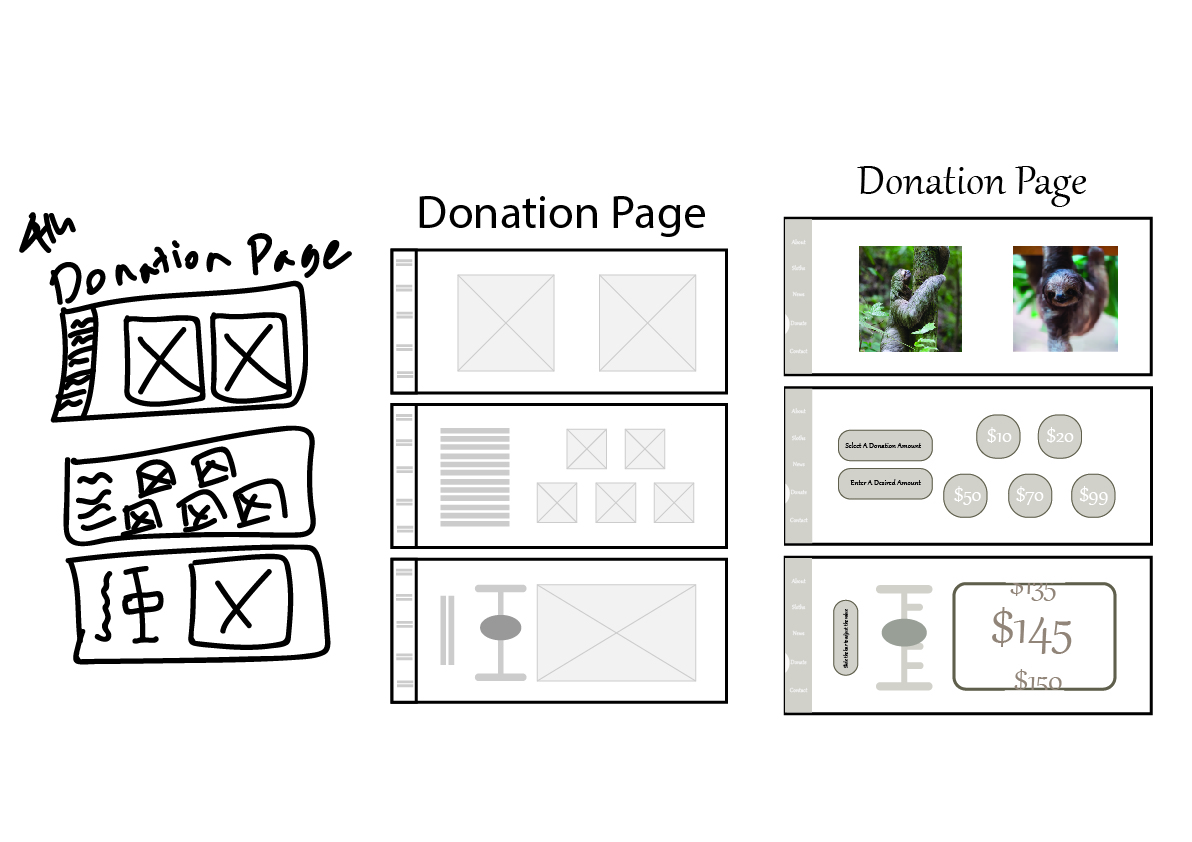 4th
Donation Page
Donation Page
Donation Page
About
Sloths
News
Donate
Contact
About
Sloths
News
Donate
Contact
Select A Donation Amount
Enter A Desired Amount
$10
$20
$50
$70
$99
About
Sloths
News
Donate
Contact
Slide the bar to adjust the value
$135
$145
$150